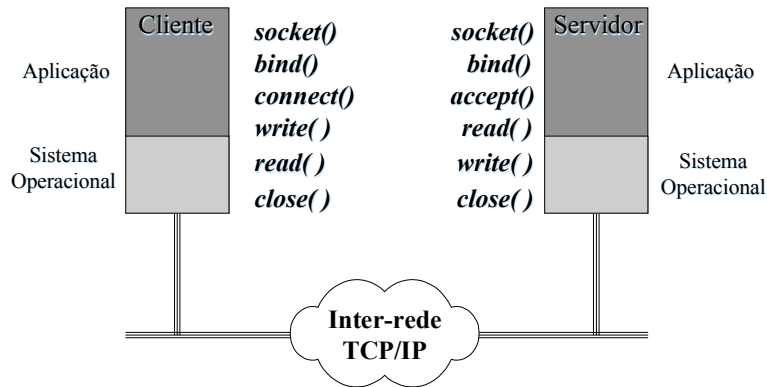 Cliente
Aplicação
Sistema
Operacional
socket()
bind()
connect()
write( )
read( )
close( )
socket()
bind()
accept()
read( )
write( )
close( )
Servidor
Aplicação
Sistema
Operacional
Inter-rede
TCP/IP